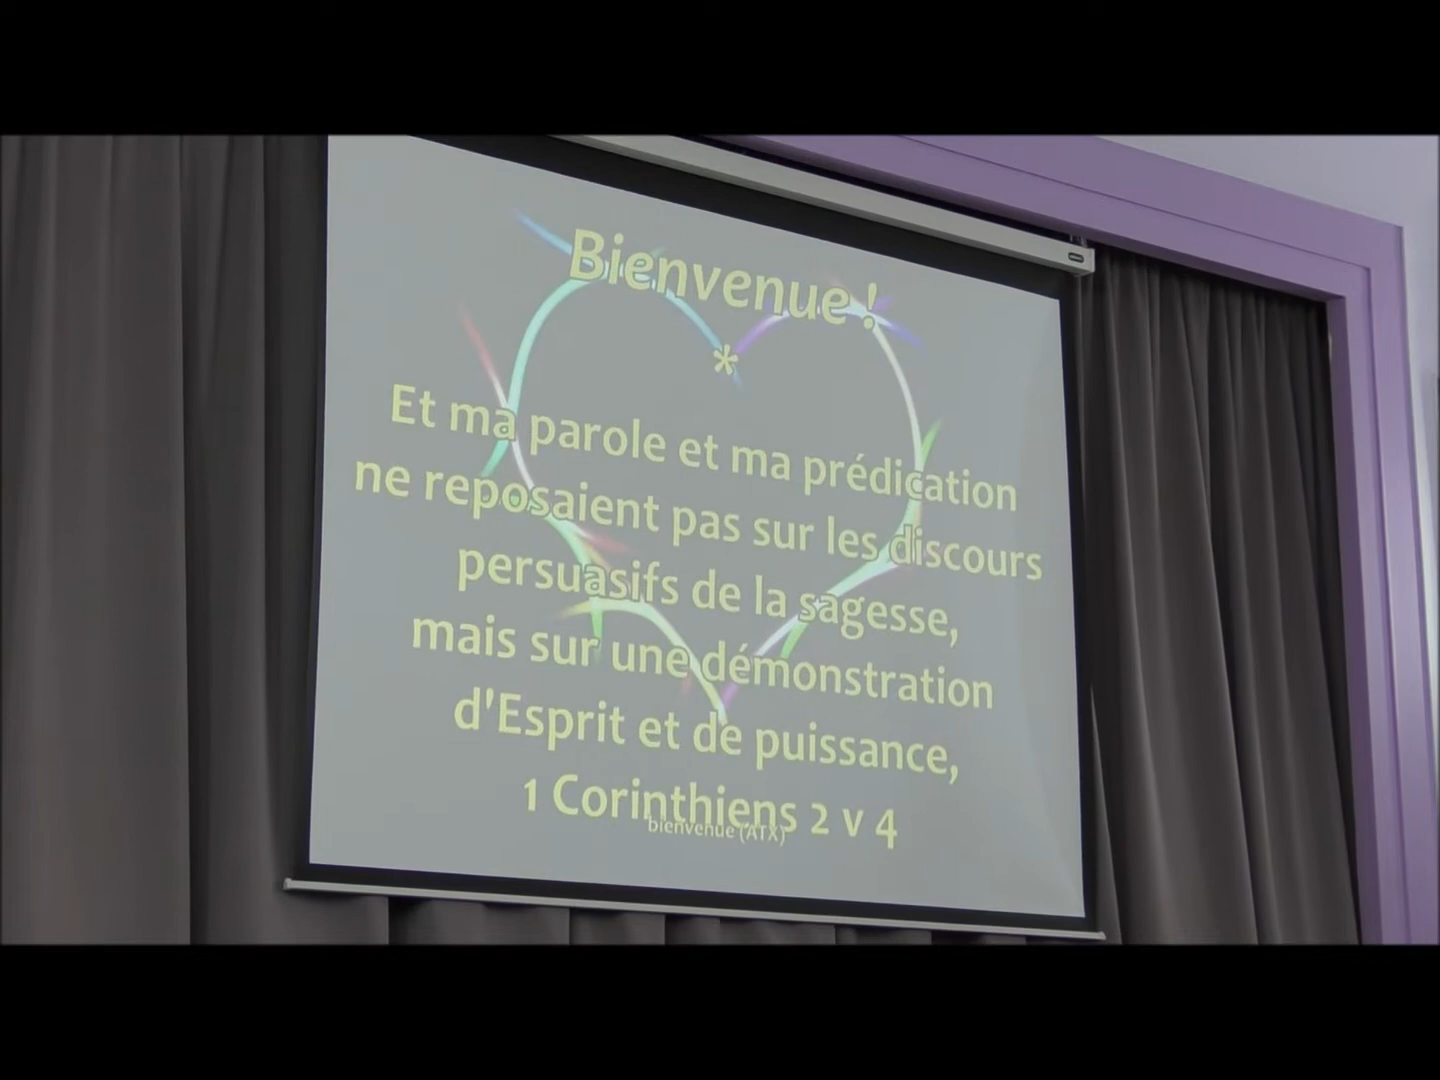 Bienvenue !
*
Et ma parole et ma prédication
ne reposaient pas sur les discours
persuasifs de la sagesse,
mais sur une démonstration
d'Esprit et de puissance,
1 Corinthiens 2 v 4
bienvenue (ATX)